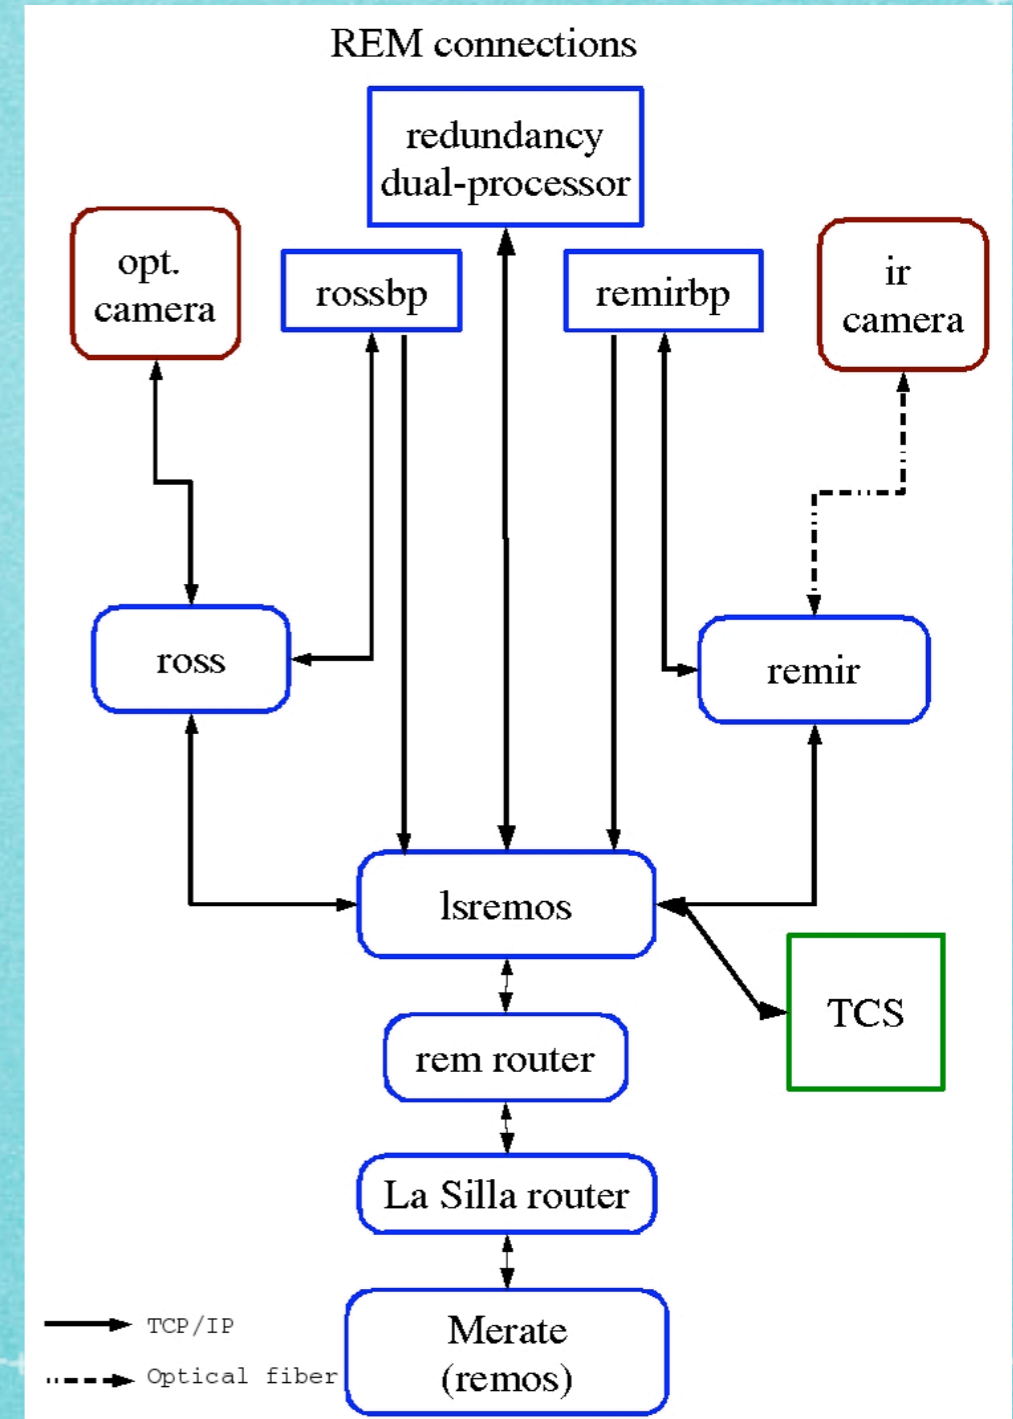 REM connections
redundancy
dual-processor
opt.
camera
rossbp
remirbp
ir
camera
ross
remir
lsremos
TCS
rem router
La Silla router
Merate
(remos)
TCP/IP
Optical fiber